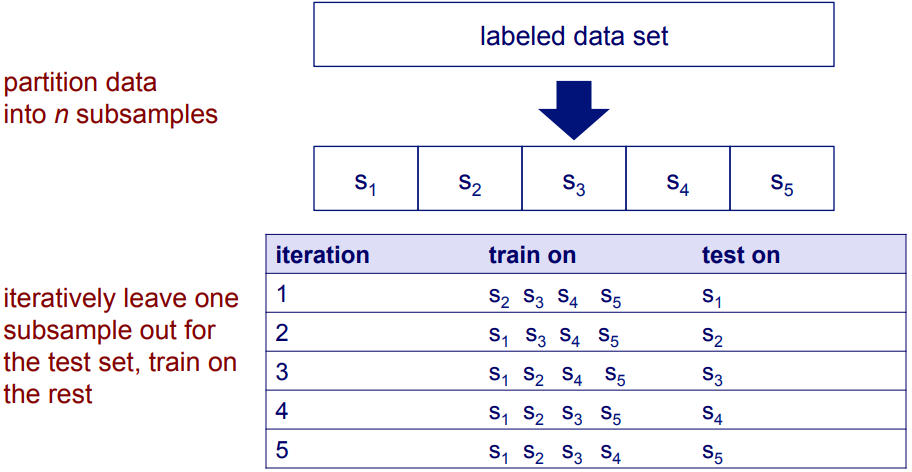 labeled data set
partition data
into n subsamples
s₁ s₂ s₃ s₄ s₅
iteration train on test on
1 s₂ s₃ s₄ s₅ s₁
2 s₁ s₃ s₄ s₅ s₂
3 s₁ s₂ s₄ s₅ s₃
4 s₁ s₂ s₃ s₅ s₄
5 s₁ s₂ s₃ s₄ s₅
iteratively leave one
subsample out for
the test set, train on
the rest